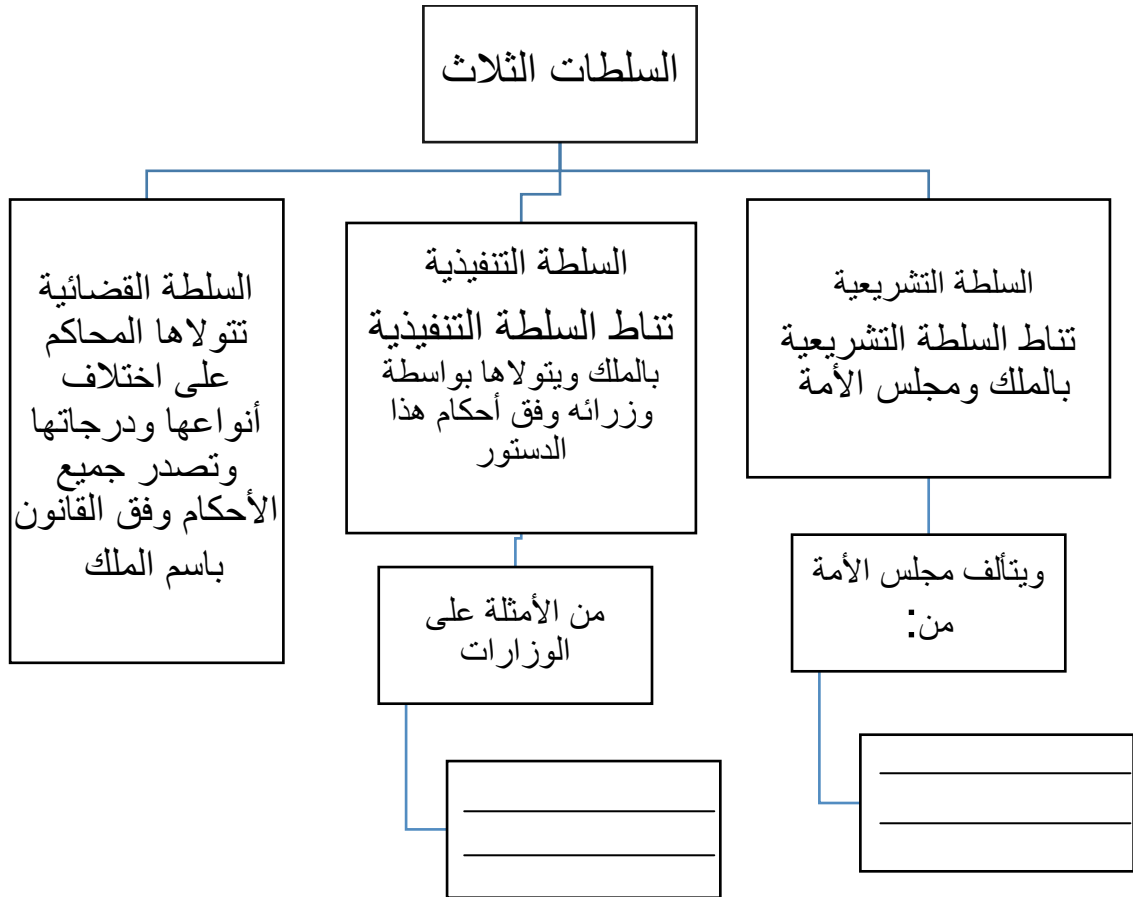 السلطات الثلاث
السلطة التشريعية
تناط السلطة التشريعية
بالملك ومجلس الأمة
ويتألف مجلس الأمة
من:
السلطة التنفيذية
تناط السلطة التنفيذية
بالملك ويتولاها بواسطة
وزرائه وفق أحكام هذا
الدستور
من الأمثلة على
الوزارات
السلطة القضائية
تتولاها المحاكم
على اختلاف
أنواعها ودرجاتها
وتصدر جميع
الأحكام وفق القانون
باسم الملك